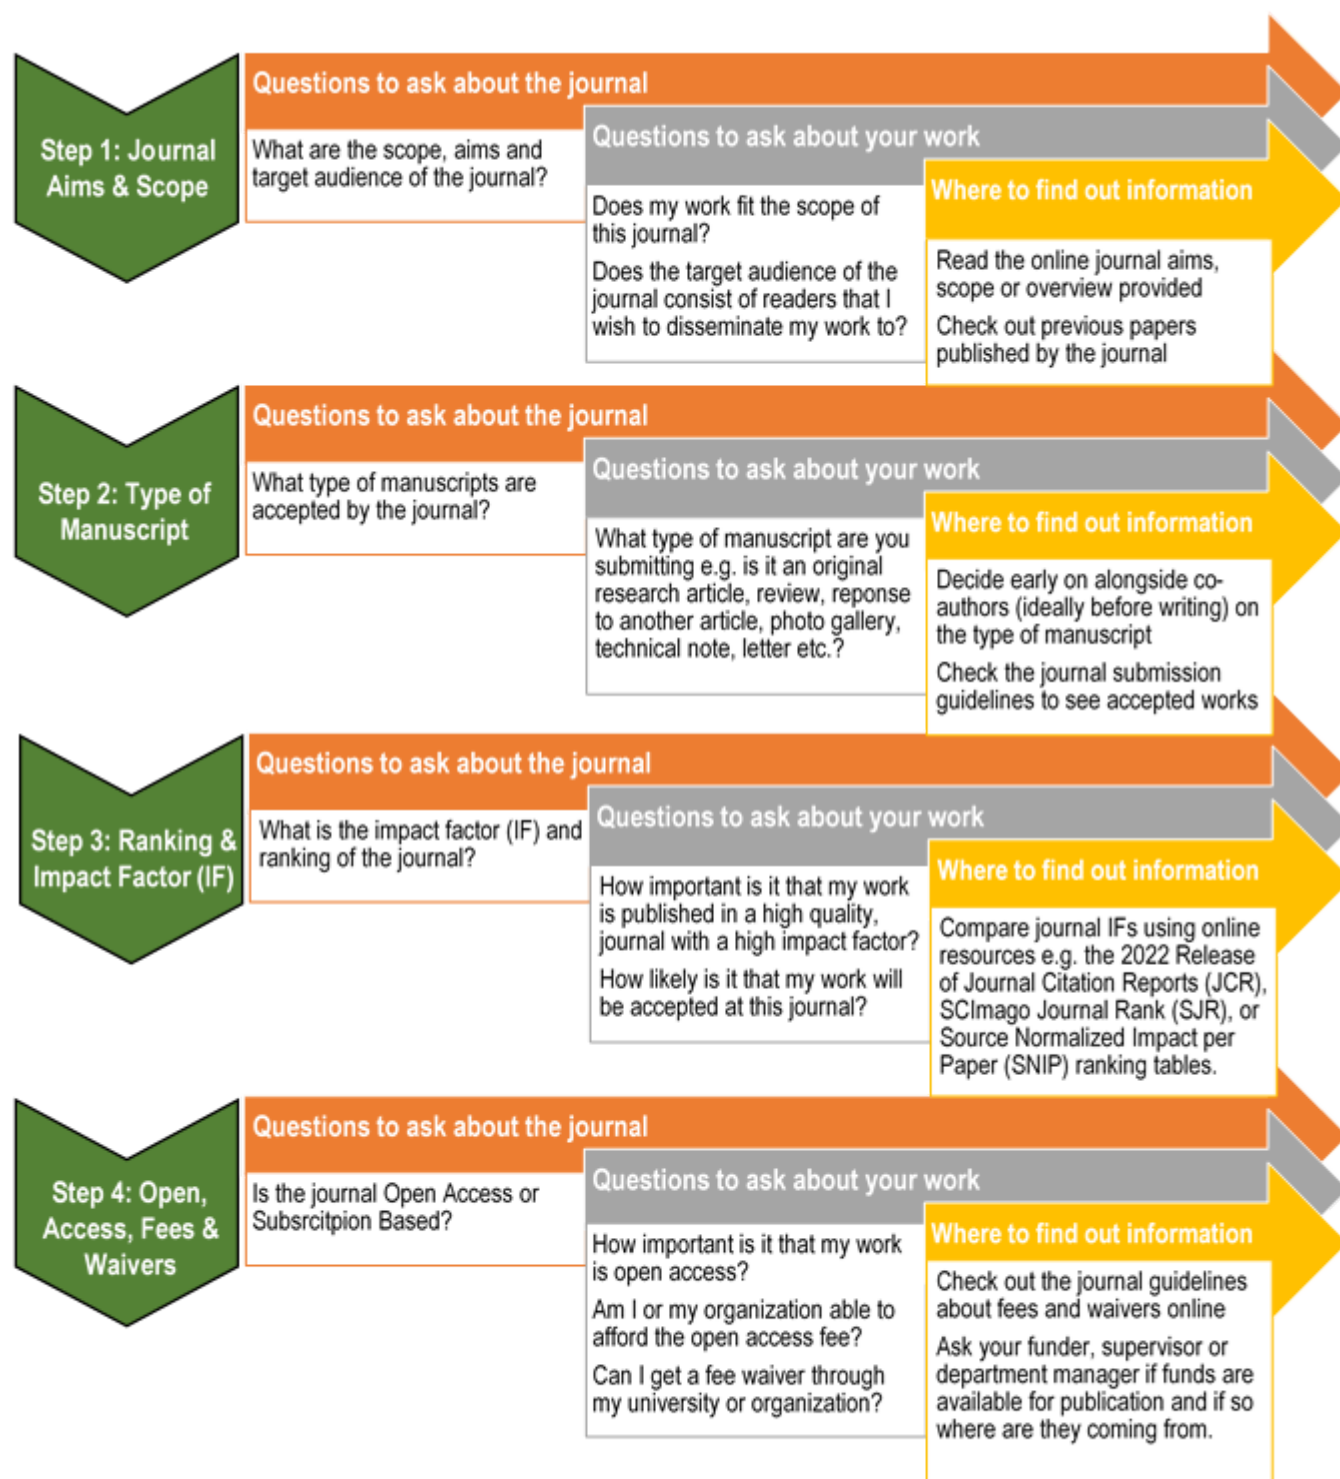 Step 1: Journal
Aims & Scope
Questions to ask about the journal
What are the scope, aims and
target audience of the journal?
Questions to ask about your work
Does my work fit the scope of
this journal?
Does the target audience of the
journal consist of readers that I
wish to disseminate my work to?
Where to find out information
Read the online journal aims,
scope or overview provided
Check out previous papers
published by the journal
Step 2: Type of
Manuscript
Questions to ask about the journal
What type of manuscripts are
accepted by the journal?
Questions to ask about your work
What type of manuscript are you
submitting e.g. is it an original
research article, review, reponse
to another article, photo gallery,
technical note, letter etc.?
Where to find out information
Decide early on alongside co-
authors (ideally before writing) on
the type of manuscript
Check the journal submission
guidelines to see accepted works
Step 3: Ranking &
Impact Factor (IF)
Questions to ask about the journal
What is the impact factor (IF) and
ranking of the journal?
Questions to ask about your work
How important is it that my work
is published in a high quality,
journal with a high impact factor?
How likely is it that my work will
be accepted at this journal?
Where to find out information
Compare journal IFs using online
resources e.g. the 2022 Release
of Journal Citation Reports (JCR),
SCImago Journal Rank (SJR), or
Source Normalized Impact per
Paper (SNIP) ranking tables.
Step 4: Open,
Access, Fees &
Waivers
Questions to ask about the journal
Is the journal Open Access or
Subsrcitpion Based?
Questions to ask about your work
How important is it that my work
is open access?
Am I or my organization able to
afford the open access fee?
Can I get a fee waiver through
my university or organization?
Where to find out information
Check out the journal guidelines
about fees and waivers online
Ask your funder, supervisor or
department manager if funds are
available for publication and if so
where are they coming from.